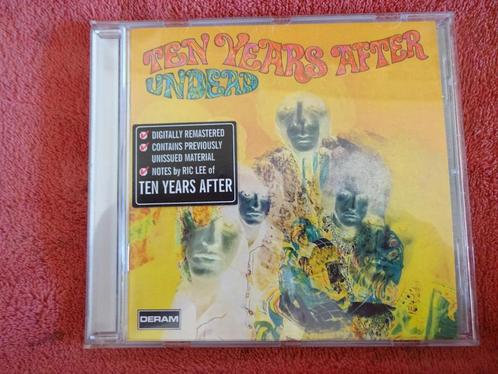 TEN YEARS AFTER
UNDEAD
DIGITALLY REMASTERED
CONTAINS PREVIOUSLY
UNISSUED MATERIAL
NOTES by RIC LEE of
TEN YEARS AFTER
DERAM